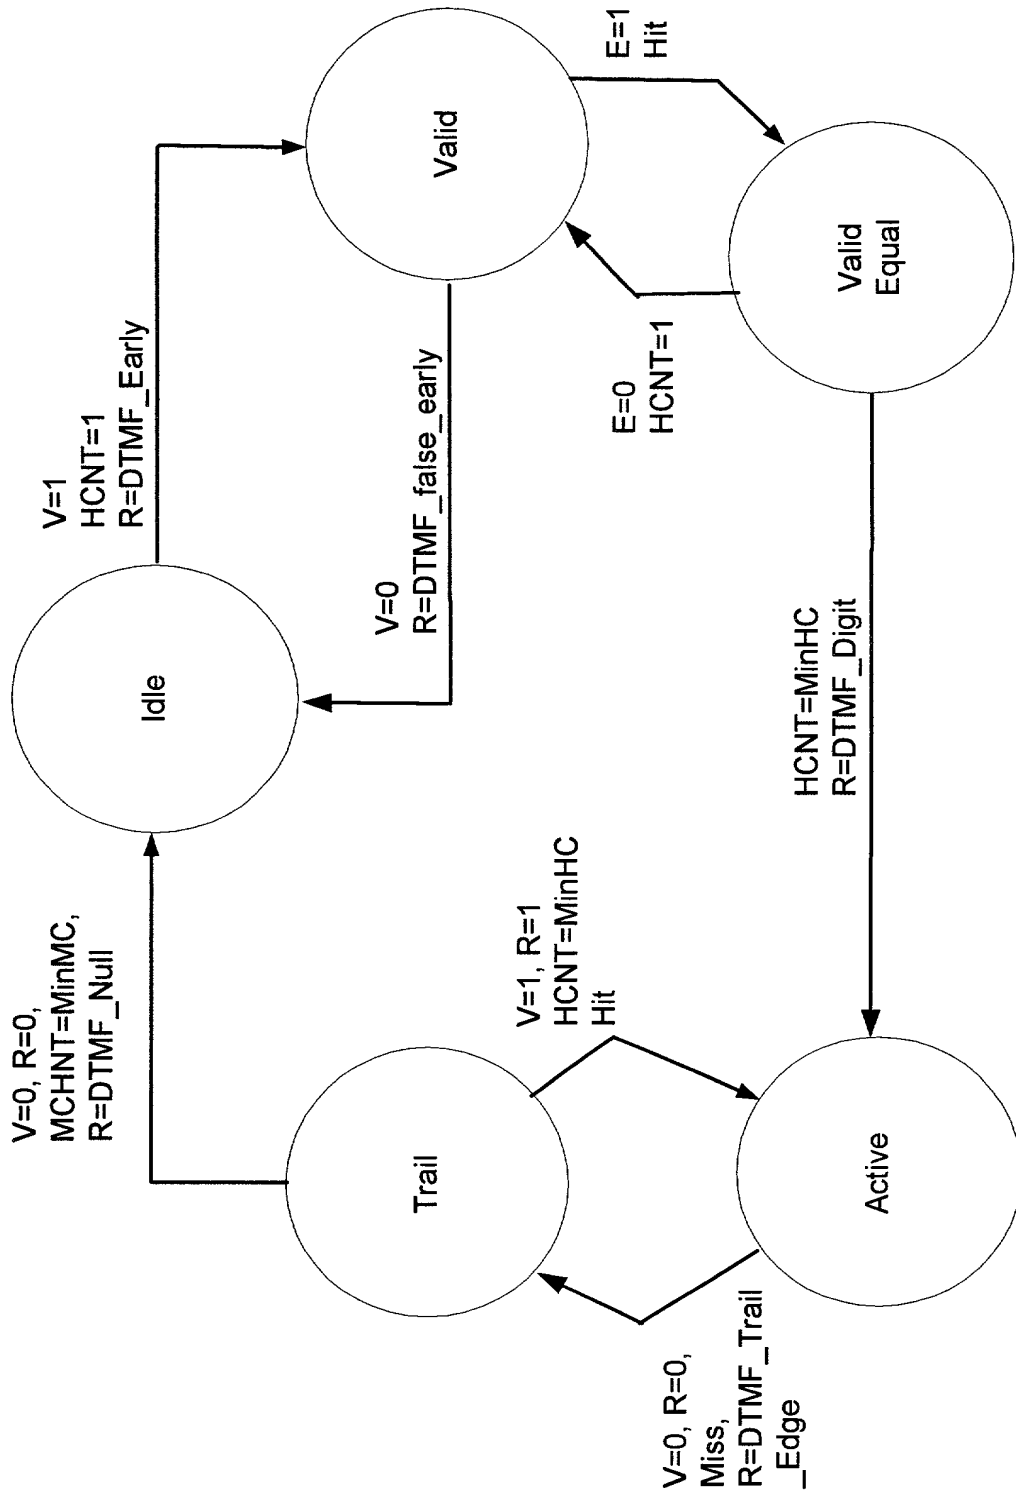 V=0, R=0,
MCHNT=MinMC,
R=DTMF_Null
Idle
V=1
HCNT=1
R=DTMF_Early
Trail
V=1, R=1
HCNT=MinHC
Hit
V=0
R=DTMF_false_early
Valid
E=1
Hit
V=0, R=0,
Miss,
R=DTMF_Trail
_Edge
Active
HCNT=MinHC
R=DTMF_Digit
E=0
HCNT=1
Valid
Equal